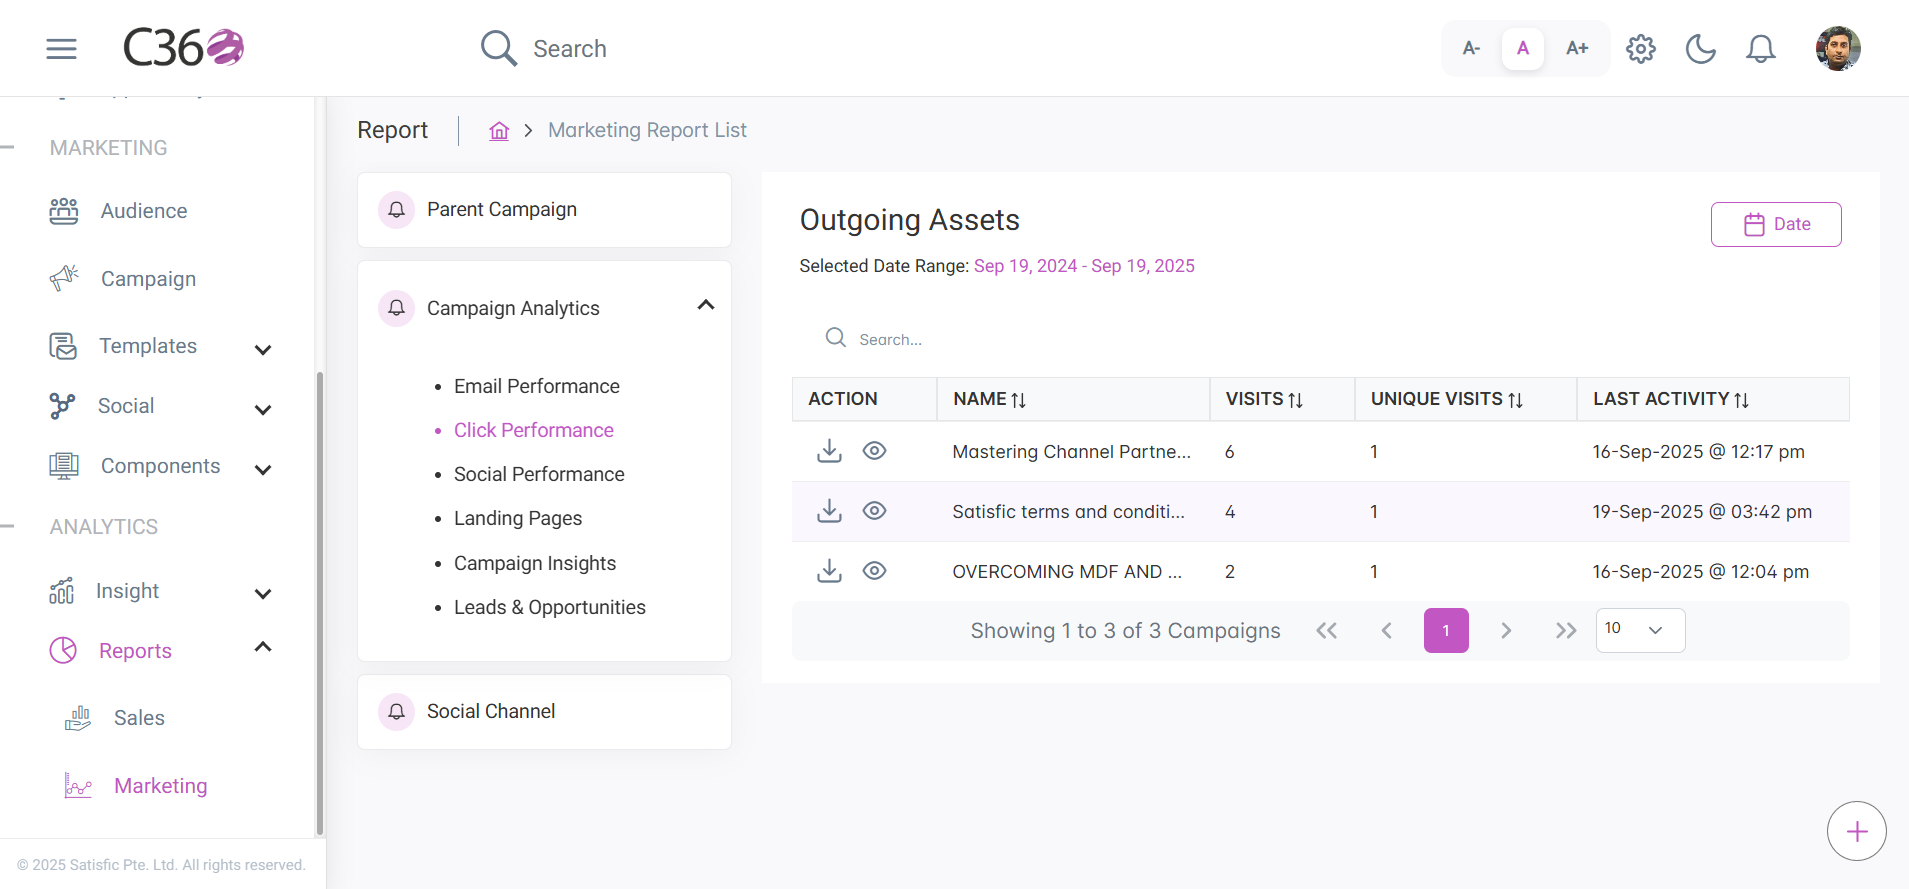 C360
Search
A-
A
A+
MARKETING
Audience
Campaign
Templates
Social
Components
ANALYTICS
Insight
Reports
Sales
Marketing
© 2025 Satisfic Pte. Ltd. All rights reserved.
Report
Marketing Report List
Parent Campaign
Campaign Analytics
Email Performance
Click Performance
Social Performance
Landing Pages
Campaign Insights
Leads & Opportunities
Social Channel
Outgoing Assets
Date
Selected Date Range: Sep 19, 2024 - Sep 19, 2025
Search...
ACTION NAME VISITS UNIQUE VISITS LAST ACTIVITY
Mastering Channel Partne... 6 1 16-Sep-2025 @ 12:17 pm
Satisfic terms and conditi... 4 1 19-Sep-2025 @ 03:42 pm
OVERCOMING MDF AND ... 2 1 16-Sep-2025 @ 12:04 pm
Showing 1 to 3 of 3 Campaigns 1 10